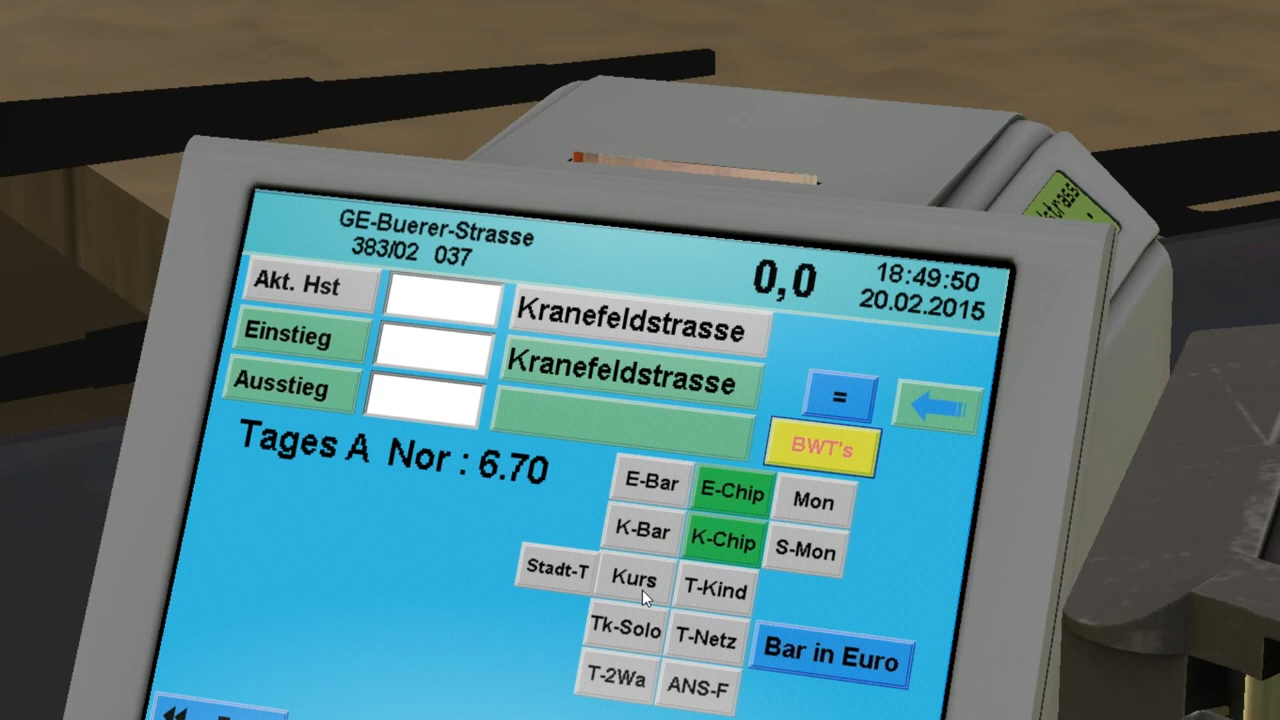 GE-Buerer-Strasse
383/02 037
0,0
18:49:50
20.02.2015
Akt. Hst
Kranefeldstrasse
Einstieg
Kranefeldstrasse
Ausstieg
=
BWT's
Tages A Nor : 6.70
E-Bar E-Chip Mon
K-Bar K-Chip S-Mon
Stadt-T Kurs T-Kind
Tk-Solo T-Netz
Bar in Euro
T-2Wa ANS-F